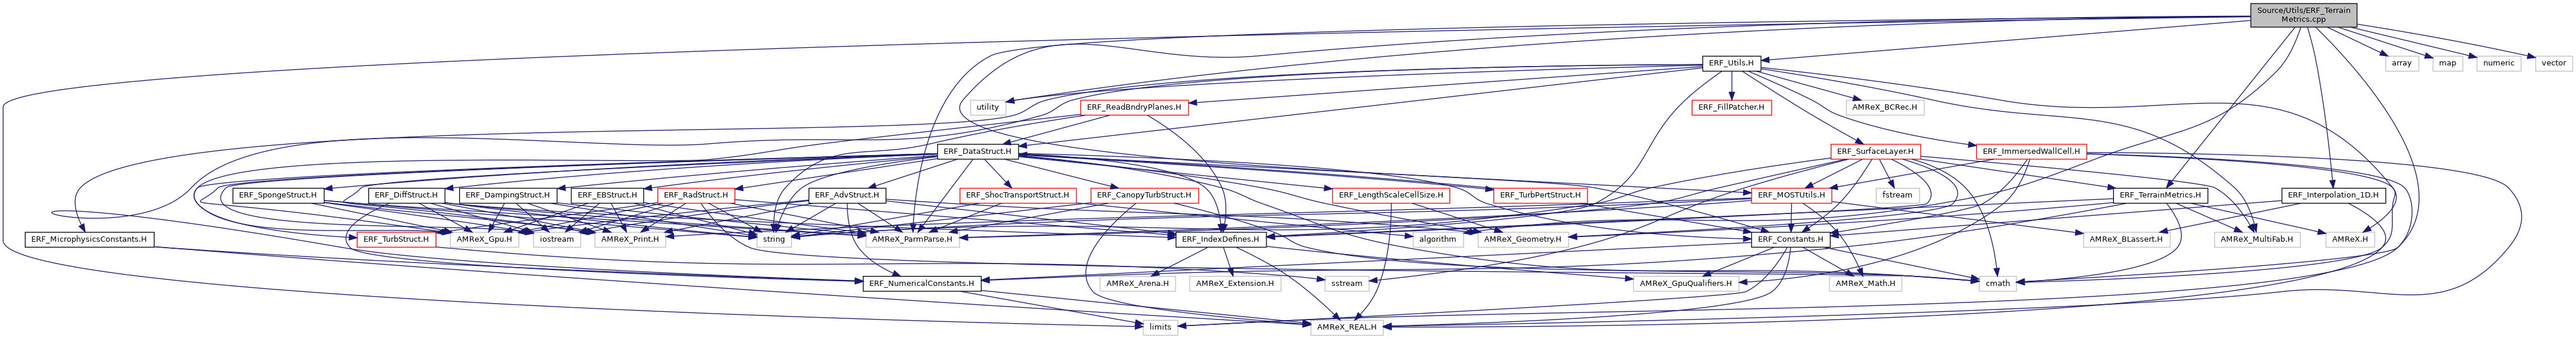 Source/Utils/ERF_Terrain
Metrics.cpp
ERF_Utils.H
array
map
numeric
vector
utility
ERF_ReadBndryPlanes.H
ERF_FillPatcher.H
AMReX_BCRec.H
ERF_DataStruct.H
ERF_SurfaceLayer.H
ERF_ImmersedWallCell.H
ERF_SpongeStruct.H
ERF_DiffStruct.H
ERF_DampingStruct.H
ERF_EBStruct.H
ERF_RadStruct.H
ERF_AdvStruct.H
ERF_ShocTransportStruct.H
ERF_CanopyTurbStruct.H
ERF_LengthScaleCellSize.H
ERF_TurbPertStruct.H
ERF_MOSTUtils.H
fstream
ERF_TerrainMetrics.H
ERF_Interpolation_1D.H
ERF_MicrophysicsConstants.H
ERF_TurbStruct.H
AMReX_Gpu.H
iostream
AMReX_Print.H
string
AMReX_ParmParse.H
ERF_IndexDefines.H
algorithm
AMReX_Geometry.H
ERF_Constants.H
AMReX_BLassert.H
AMReX_MultiFab.H
AMReX.H
ERF_NumericalConstants.H
AMReX_Arena.H
AMReX_Extension.H
sstream
AMReX_GpuQualifiers.H
AMReX_Math.H
cmath
limits
AMReX_REAL.H